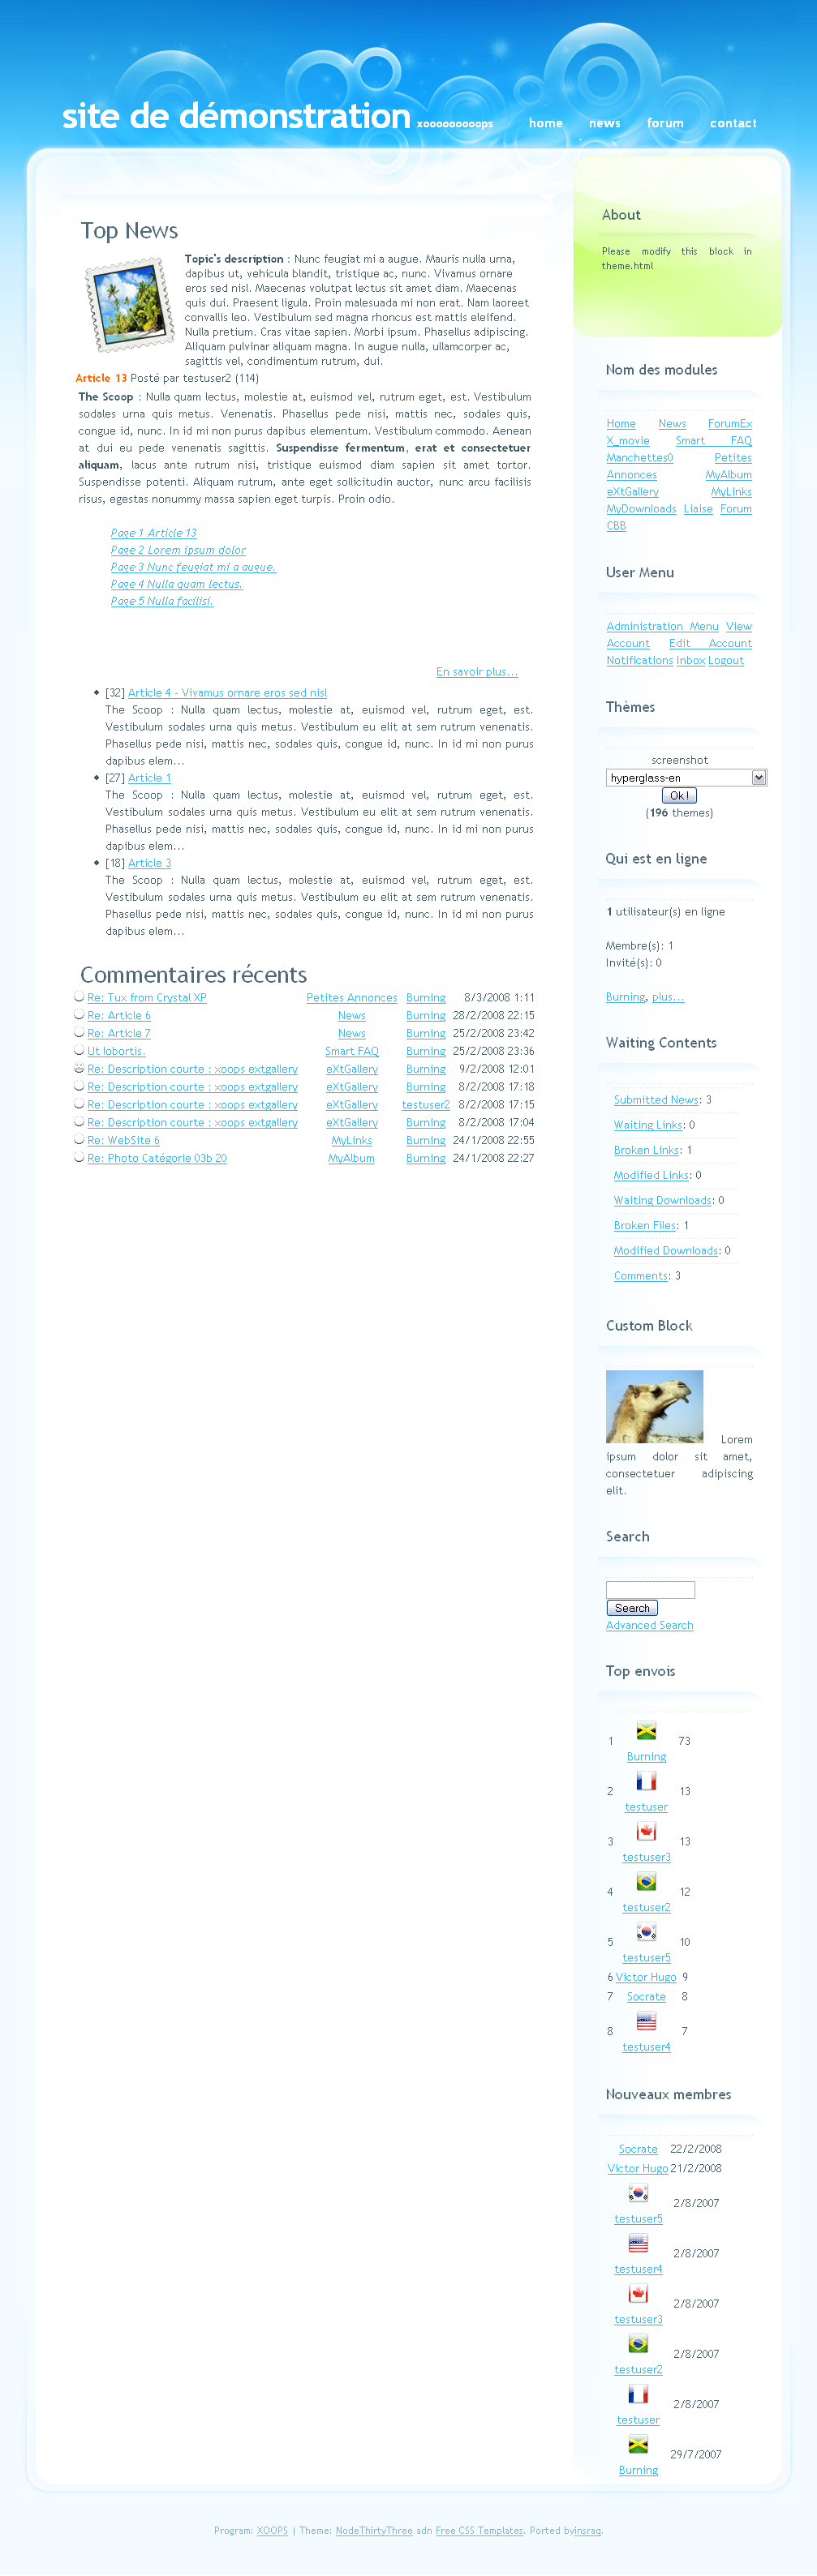 site de démonstration xoooooooooops home news forum contact
Top News
Topic's description : Nunc feugiat mi a augue. Mauris nulla urna,
dapibus ut, vehicula blandit, tristique ac, nunc. Vivamus ornare
eros sed nisl. Maecenas volutpat lectus sit amet diam. Maecenas
quis dui. Praesent ligula. Proin malesuada mi non erat. Nam laoreet
convallis leo. Vestibulum sed magna rhoncus est mattis eleifend.
Nulla pretium. Cras vitae sapien. Morbi ipsum. Phasellus adipiscing.
Aliquam pulvinar aliquam magna. In augue nulla, ullamcorper ac,
sagittis vel, condimentum rutrum, dui.
Article 13 Posté par testuser2 (114)
The Scoop : Nulla quam lectus, molestie at, euismod vel, rutrum eget, est. Vestibulum
sodales urna quis metus. Venenatis. Phasellus pede nisi, mattis nec, sodales quis,
congue id, nunc. In id mi non purus dapibus elementum. Vestibulum commodo. Aenean
at dui eu pede venenatis sagittis. Suspendisse fermentum, erat et consectetuer
aliquam, lacus ante rutrum nisi, tristique euismod diam sapien sit amet tortor.
Suspendisse potenti. Aliquam rutrum, ante eget sollicitudin auctor, nunc arcu facilisis
risus, egestas nonummy massa sapien eget turpis. Proin odio.
Page 1 Article 13
Page 2 Lorem ipsum dolor
Page 3 Nunc feugiat mi a augue.
Page 4 Nulla quam lectus.
Page 5 Nulla facilisi.
En savoir plus...
[32] Article 4 - Vivamus ornare eros sed nisl
The Scoop : Nulla quam lectus, molestie at, euismod vel, rutrum eget, est.
Vestibulum sodales urna quis metus. Vestibulum eu elit at sem rutrum venenatis.
Phasellus pede nisi, mattis nec, sodales quis, congue id, nunc. In id mi non purus
dapibus elem...
[27] Article 1
The Scoop : Nulla quam lectus, molestie at, euismod vel, rutrum eget, est.
Vestibulum sodales urna quis metus. Vestibulum eu elit at sem rutrum venenatis.
Phasellus pede nisi, mattis nec, sodales quis, congue id, nunc. In id mi non purus
dapibus elem...
[18] Article 3
The Scoop : Nulla quam lectus, molestie at, euismod vel, rutrum eget, est.
Vestibulum sodales urna quis metus. Vestibulum eu elit at sem rutrum venenatis.
Phasellus pede nisi, mattis nec, sodales quis, congue id, nunc. In id mi non purus
dapibus elem...
Commentaires récents
Re: Tux from Crystal XP Petites Annonces Burning 8/3/2008 1:11
Re: Article 6 News Burning 28/2/2008 22:15
Re: Article 7 News Burning 25/2/2008 23:42
Ut lobortis. Smart FAQ Burning 25/2/2008 23:36
Re: Description courte : xoops extgallery eXtGallery Burning 9/2/2008 12:01
Re: Description courte : xoops extgallery eXtGallery Burning 8/2/2008 17:18
Re: Description courte : xoops extgallery eXtGallery testuser2 8/2/2008 17:15
Re: Description courte : xoops extgallery eXtGallery Burning 8/2/2008 17:04
Re: WebSite 6 MyLinks Burning 24/1/2008 22:55
Re: Photo Catégorie 03b 20 MyAlbum Burning 24/1/2008 22:27
About
Please modify this block in
theme.html
Nom des modules
Home News ForumEx
X_movie Smart FAQ
Manchettes0 Petites
Annonces MyAlbum
eXtGallery MyLinks
MyDownloads Liaise Forum
CBB
User Menu
Administration Menu View
Account Edit Account
Notifications Inbox Logout
Thèmes
screenshot
hyperglass-en
Ok !
(196 themes)
Qui est en ligne
1 utilisateur(s) en ligne
Membre(s): 1
Invité(s): 0
Burning, plus...
Waiting Contents
Submitted News: 3
Waiting Links: 0
Broken Links: 1
Modified Links: 0
Waiting Downloads: 0
Broken Files: 1
Modified Downloads: 0
Comments: 3
Custom Block
Lorem
ipsum dolor sit amet,
consectetuer adipiscing
elit.
Search
Search
Advanced Search
Top envois
1 Burning 73
2 testuser 13
3 testuser3 13
4 testuser2 12
5 testuser5 10
6 Victor Hugo 9
7 Socrate 8
8 testuser4 7
Nouveaux membres
Socrate 22/2/2008
Victor Hugo 21/2/2008
testuser5 2/8/2007
testuser4 2/8/2007
testuser3 2/8/2007
testuser2 2/8/2007
testuser 2/8/2007
Burning 29/7/2007
Program: XOOPS | Theme: NodeThirtyThree adn Free CSS Templates. Ported byinsraq.